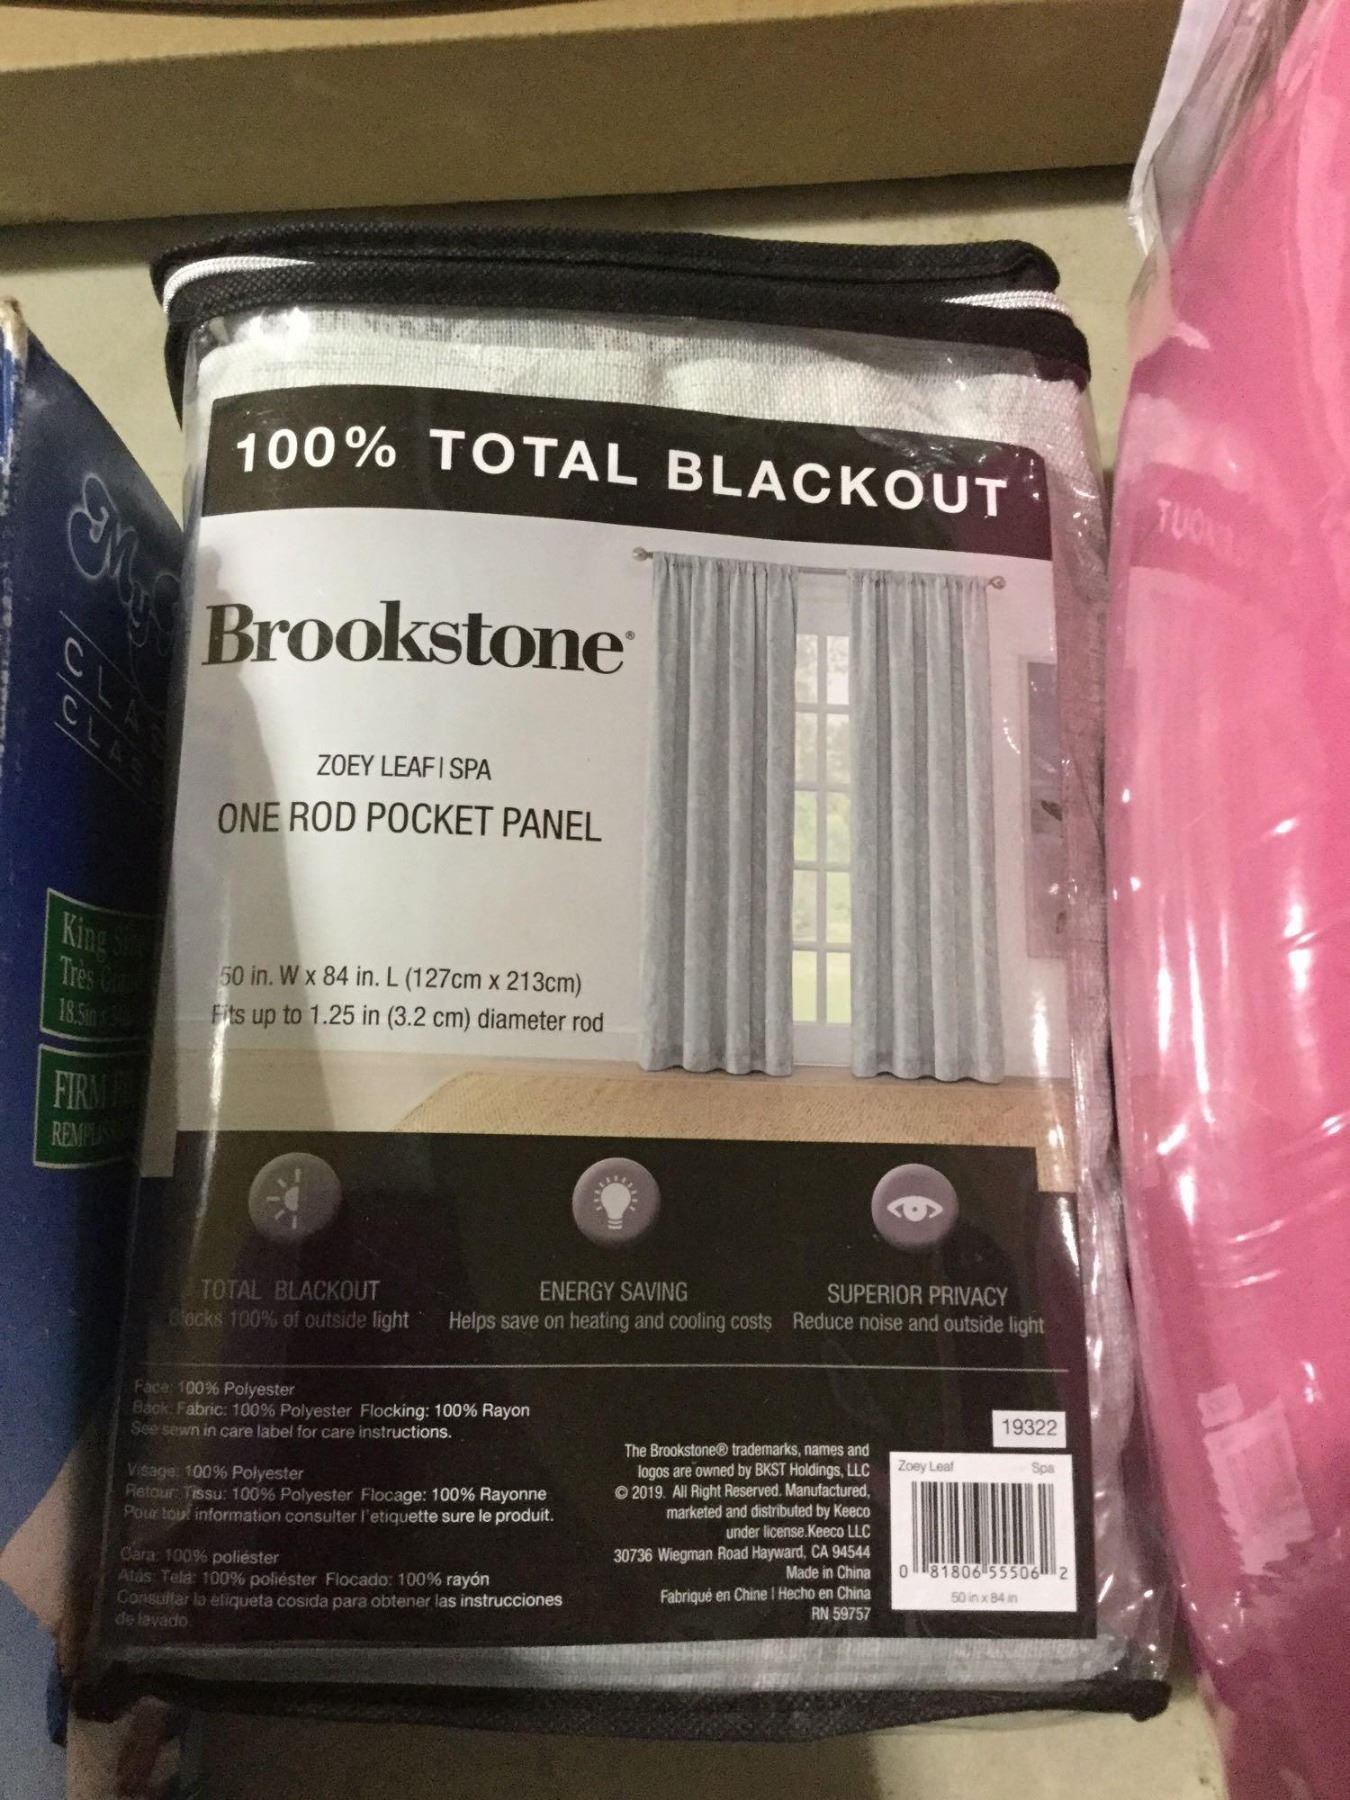 100% TOTAL BLACKOUT
Brookstone®
ZOEY LEAF | SPA
ONE ROD POCKET PANEL
50 in. W x 84 in. L (127cm x 213cm)
Fits up to 1.25 in (3.2 cm) diameter rod
TOTAL BLACKOUT
Blocks 100% of outside light
ENERGY SAVING
Helps save on heating and cooling costs
SUPERIOR PRIVACY
Reduce noise and outside light
Face: 100% Polyester
Back: Fabric: 100% Polyester Flocking: 100% Rayon
See sewn in care label for care instructions.
Visage: 100% Polyester
Retour: Tissu: 100% Polyester Flocage: 100% Rayonne
Pour tout information consulter l'etiquette sure le produit.
Cara: 100% poliéster
Atás: Tela: 100% poliéster Flocado: 100% rayón
Consultar la etiqueta cosida para obtener las instrucciones
de lavado.
The Brookstone® trademarks, names and
logos are owned by BKST Holdings, LLC
© 2019. All Right Reserved. Manufactured,
marketed and distributed by Keeco
under license.Keeco LLC
30736 Wiegman Road Hayward, CA 94544
Made in China
Fabriqué en Chine | Hecho en China
RN 59757
19322
Zoey Leaf Spa
0 81806 55506 2
50 in x 84 in
King
Très
18.5in
FIRM